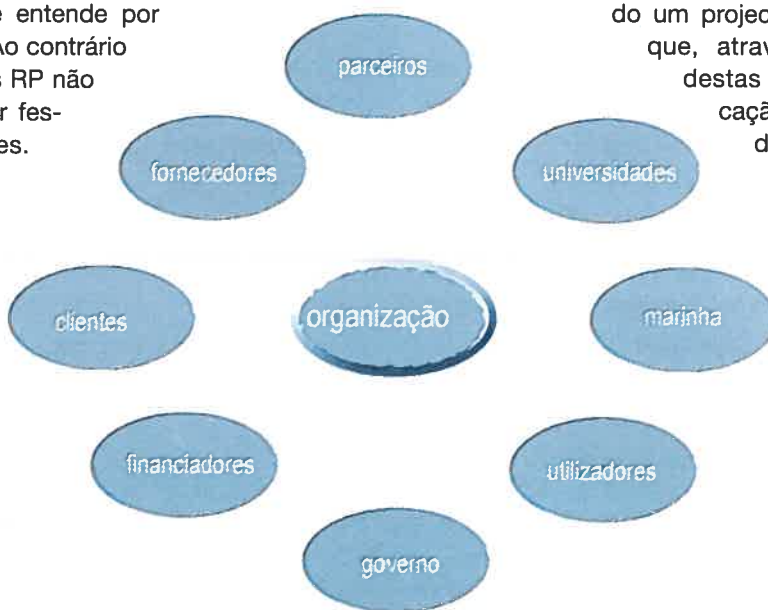 e entende por
Ao contrário
s RP não
r fes-
es.
do um projec
que, atrav
destas
caçã
d
parceiros
fornecedores
universidades
clientes
organização
marinha
financiadores
utilizadores
governo